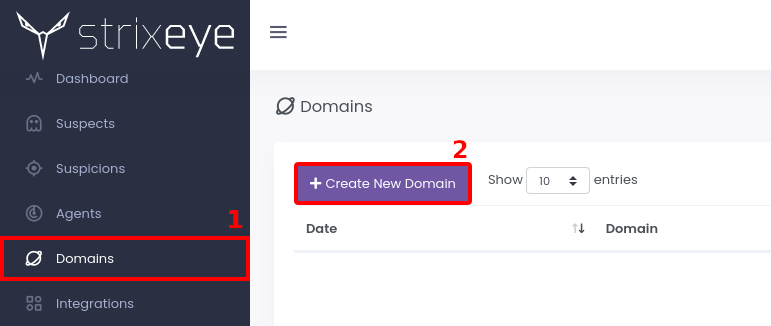 strixeye
Dashboard
Suspects
Suspicions
Agents
1
Domains
Integrations
Domains
2
Create New Domain
Show 10 entries
Date Domain